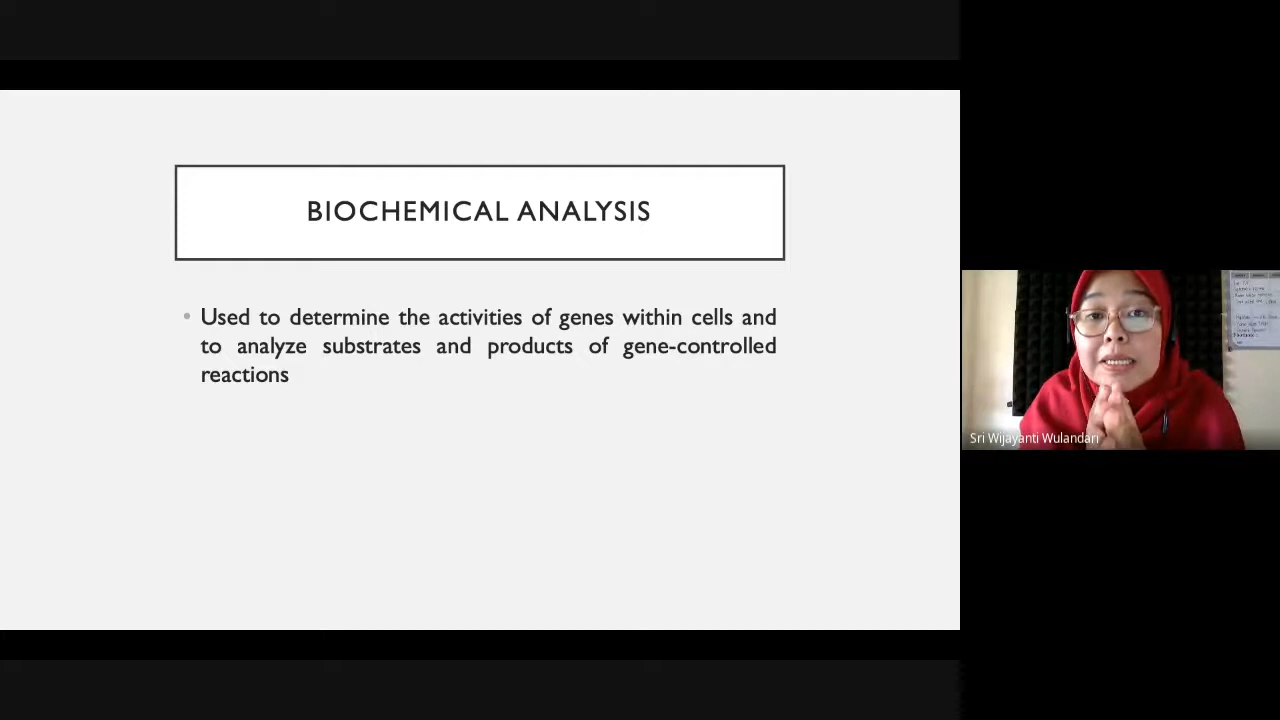 BIOCHEMICAL ANALYSIS
• Used to determine the activities of genes within cells and
to analyze substrates and products of gene-controlled
reactions
Sri Wijayanti Wulandari